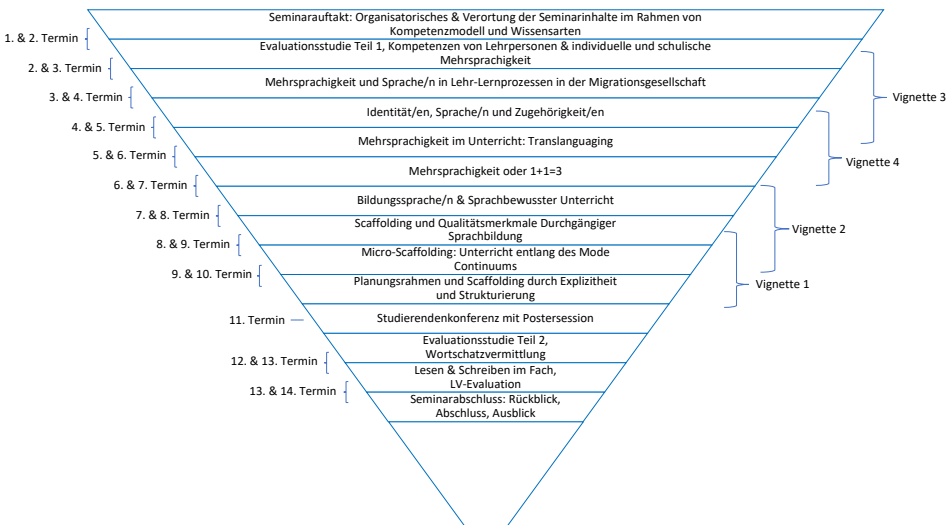 Seminarauftakt: Organisatorisches & Verortung der Seminarinhalte im Rahmen von
Kompetenzmodell und Wissensarten
1. & 2. Termin
Evaluationsstudie Teil 1, Kompetenzen von Lehrpersonen & individuelle und schulische
Mehrsprachigkeit
2. & 3. Termin
Mehrsprachigkeit und Sprache/n in Lehr-Lernprozessen in der Migrationsgesellschaft
3. & 4. Termin
Vignette 3
Identität/en, Sprache/n und Zugehörigkeit/en
4. & 5. Termin
Mehrsprachigkeit im Unterricht: Translanguaging
5. & 6. Termin
Vignette 4
Mehrsprachigkeit oder 1+1=3
6. & 7. Termin
Bildungssprache/n & Sprachbewusster Unterricht
7. & 8. Termin
Scaffolding und Qualitätsmerkmale Durchgängiger
Sprachbildung
Vignette 2
8. & 9. Termin
Micro-Scaffolding: Unterricht entlang des Mode
Continuums
9. & 10. Termin
Planungsrahmen und Scaffolding durch Explizitheit
und Strukturierung
Vignette 1
11. Termin
Studierendenkonferenz mit Postersession
Evaluationsstudie Teil 2,
Wortschatzvermittlung
12. & 13. Termin
Lesen & Schreiben im Fach,
LV-Evaluation
13. & 14. Termin
Seminarabschluss: Rückblick,
Abschluss, Ausblick